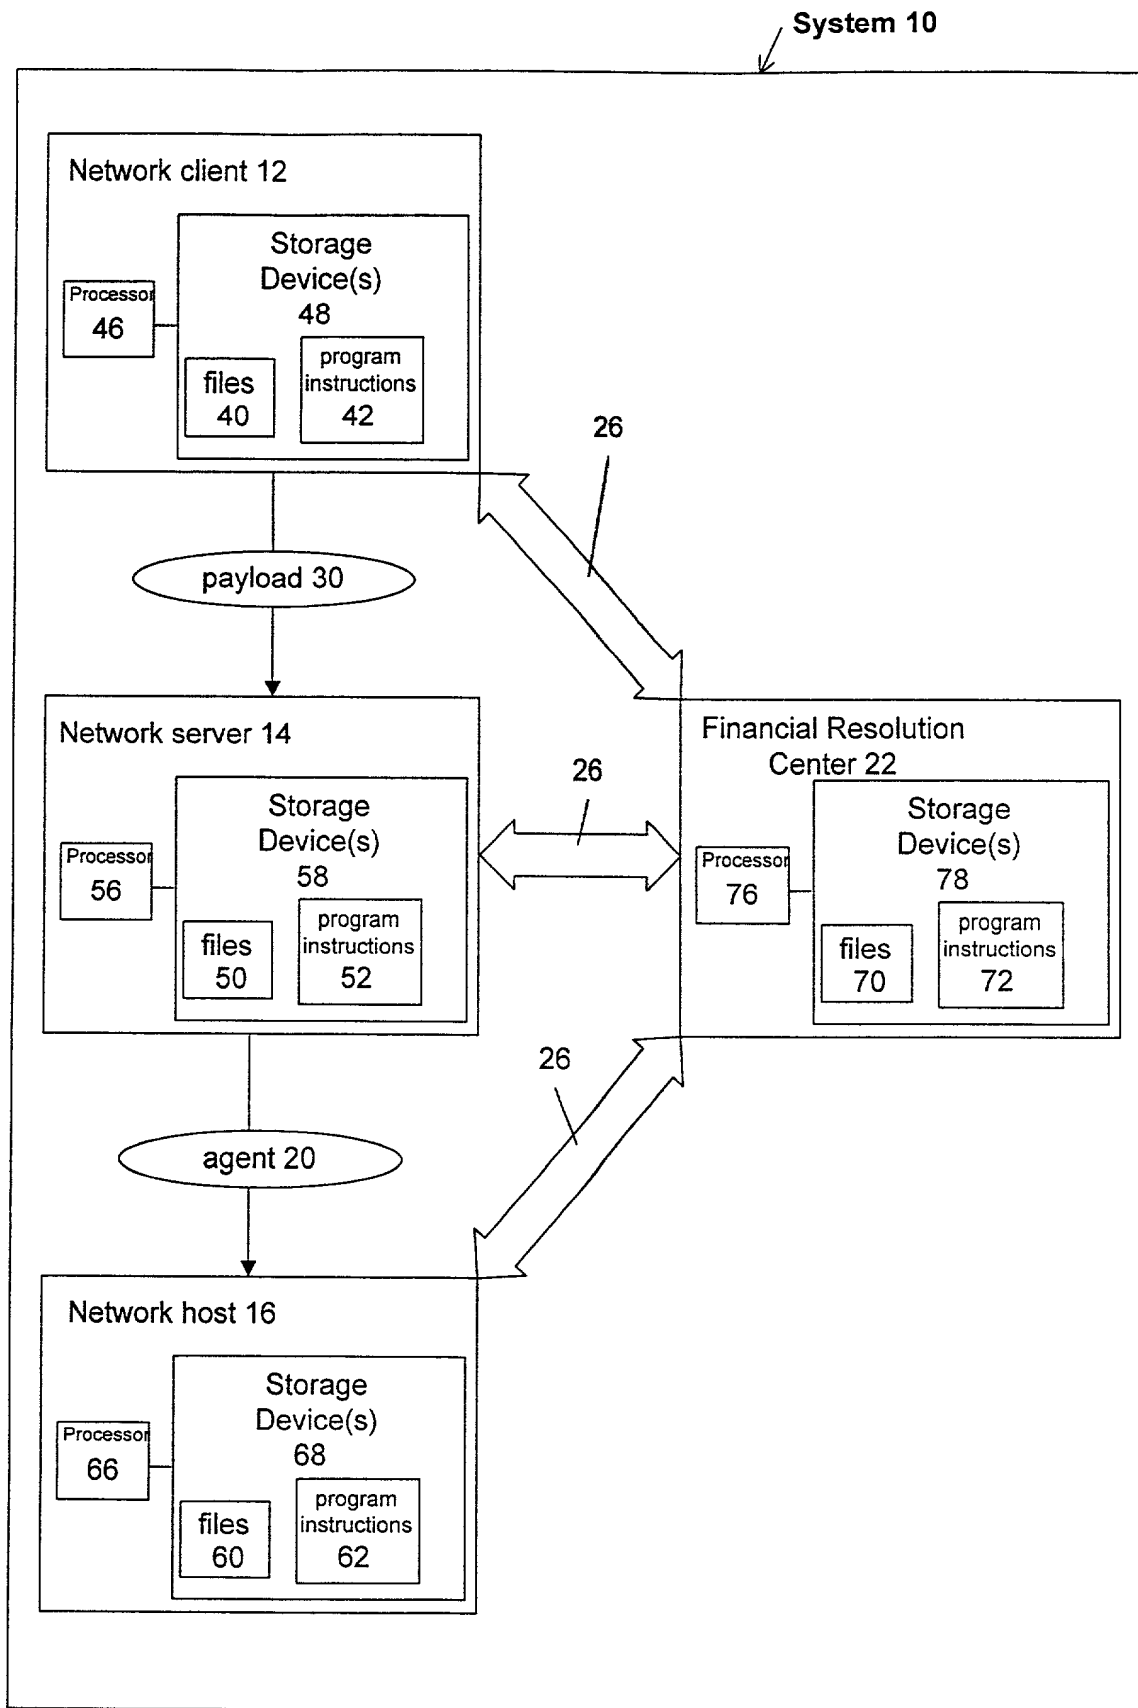 System 10
Network client 12
Storage
Device(s)
48
Processor
46
files
40
program
instructions
42
26
payload 30
Network server 14
Storage
Device(s)
58
Processor
56
files
50
program
instructions
52
26
Financial Resolution
Center 22
Storage
Device(s)
78
Processor
76
files
70
program
instructions
72
26
agent 20
Network host 16
Storage
Device(s)
68
Processor
66
files
60
program
instructions
62